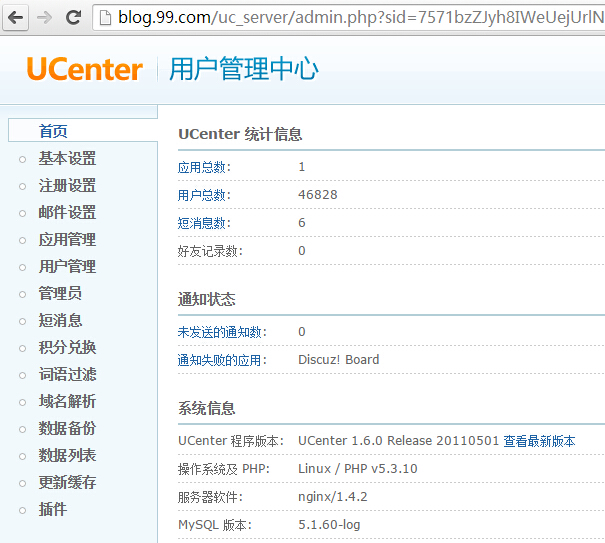 blog.99.com/uc_server/admin.php?sid=7571bzZJyh8IWeUejUrlN
UCenter 用户管理中心
首页
基本设置
注册设置
邮件设置
应用管理
用户管理
管理员
短消息
积分兑换
词语过滤
域名解析
数据备份
数据列表
更新缓存
插件
UCenter 统计信息
应用总数: 1
用户总数: 46828
短消息数: 6
好友记录数: 0
通知状态
未发送的通知数: 0
通知失败的应用: Discuz! Board
系统信息
UCenter 程序版本: UCenter 1.6.0 Release 20110501 查看最新版本
操作系统及 PHP: Linux / PHP v5.3.10
服务器软件: nginx/1.4.2
MySQL 版本: 5.1.60-log